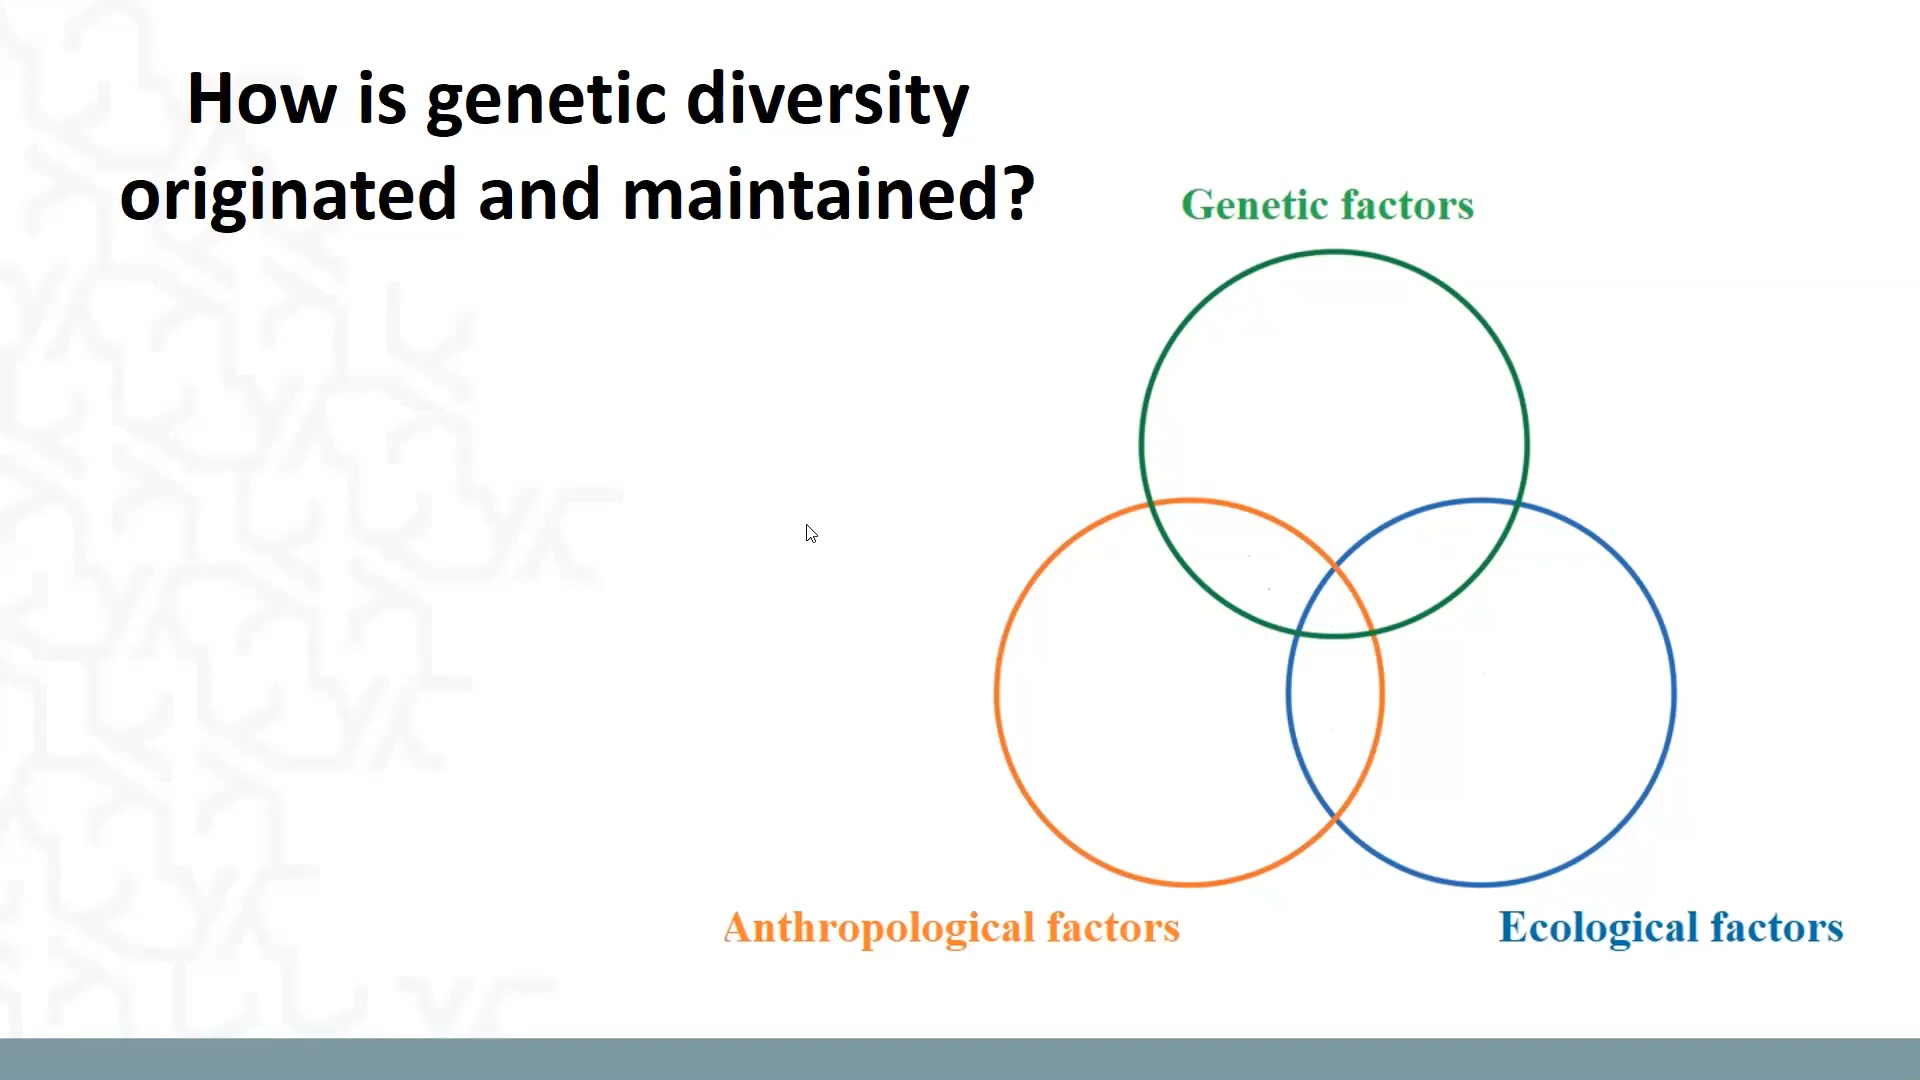 How is genetic diversity
originated and maintained?
Genetic factors
Anthropological factors
Ecological factors